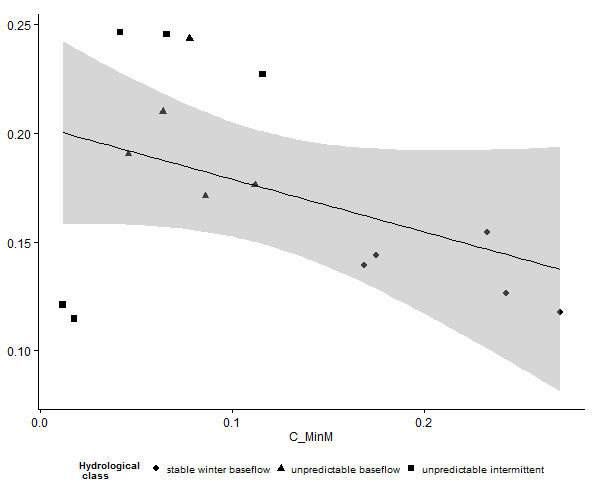 0.25
0.20
0.15
0.10
0.0 0.1 0.2
C_MinM
Hydrological
class
stable winter baseflow unpredictable baseflow unpredictable intermittent